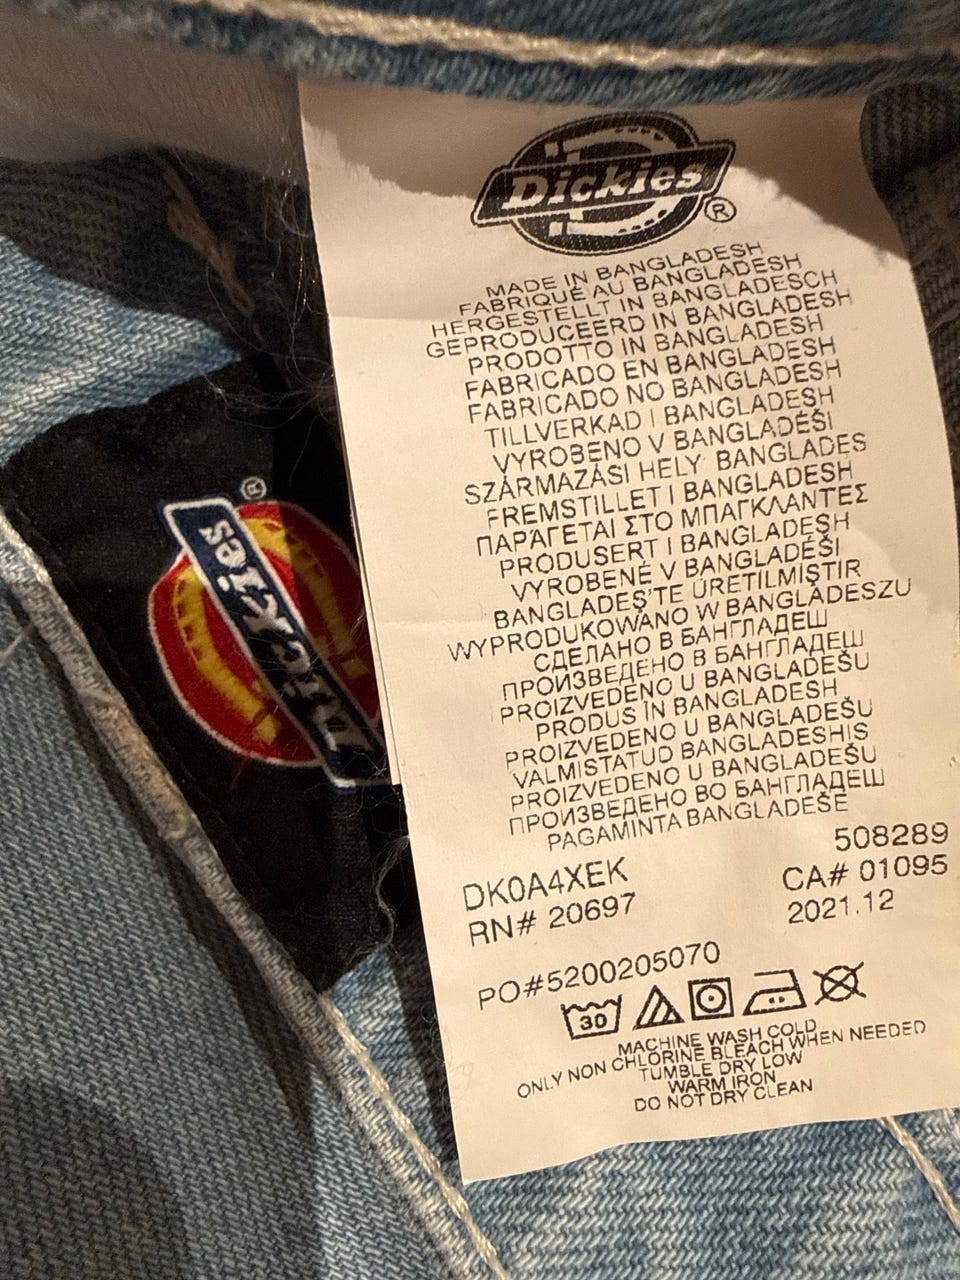 Dickies
®
MADE IN BANGLADESH
FABRIQUÉ AU BANGLADESH
HERGESTELLT IN BANGLADESCH
GEPRODUCEERD IN BANGLADESH
PRODOTTO IN BANGLADESH
FABRICADO EN BANGLADESH
FABRICADO NO BANGLADESH
TILLVERKAD I BANGLADESH
VYROBENO V BANGLADÉŠI
SZÁRMAZÁSI HELY BANGLADES
FREMSTILLET I BANGLADESH
ΠΑΡΑΓΕΤΑΙ ΣΤΟ ΜΠΑΓΚΛΑΝΤΕΣ
PRODUSERT I BANGLADESH
VYROBENÉ V BANGLADÉŠI
BANGLADEŞ'TE ÜRETİLMİŞTİR
WYPRODUKOWANO W BANGLADESZU
СДЕЛАНО В БАНГЛАДЕШ
ПРОИЗВЕДЕНО В БАНГЛАДЕШ
PROIZVEDENO U BANGLADEŠU
PRODUS ÎN BANGLADESH
PROIZVEDENO U BANGLADEŠU
VALMISTATUD BANGLADESHIS
PROIZVEDENO U BANGLADEŠU
ПРОИЗВЕДЕНО ВО БАНГЛАДЕШ
PAGAMINTA BANGLADEŠE
508289
DK0A4XEK CA# 01095
RN# 20697 2021.12
PO#5200205070
30
MACHINE WASH COLD
ONLY NON CHLORINE BLEACH WHEN NEEDED
TUMBLE DRY LOW
WARM IRON
DO NOT DRY CLEAN
Dickies
®